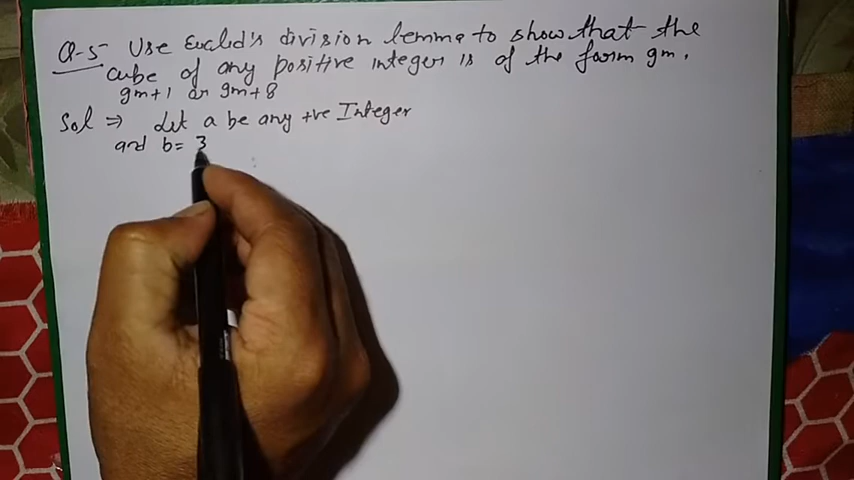 Q-5 Use Euclid's division lemma to show that the
cube of any positive integer is of the form 9m,
9m+1 or 9m+8
Sol ⇒ Let a be any +ve Integer
and b= 3